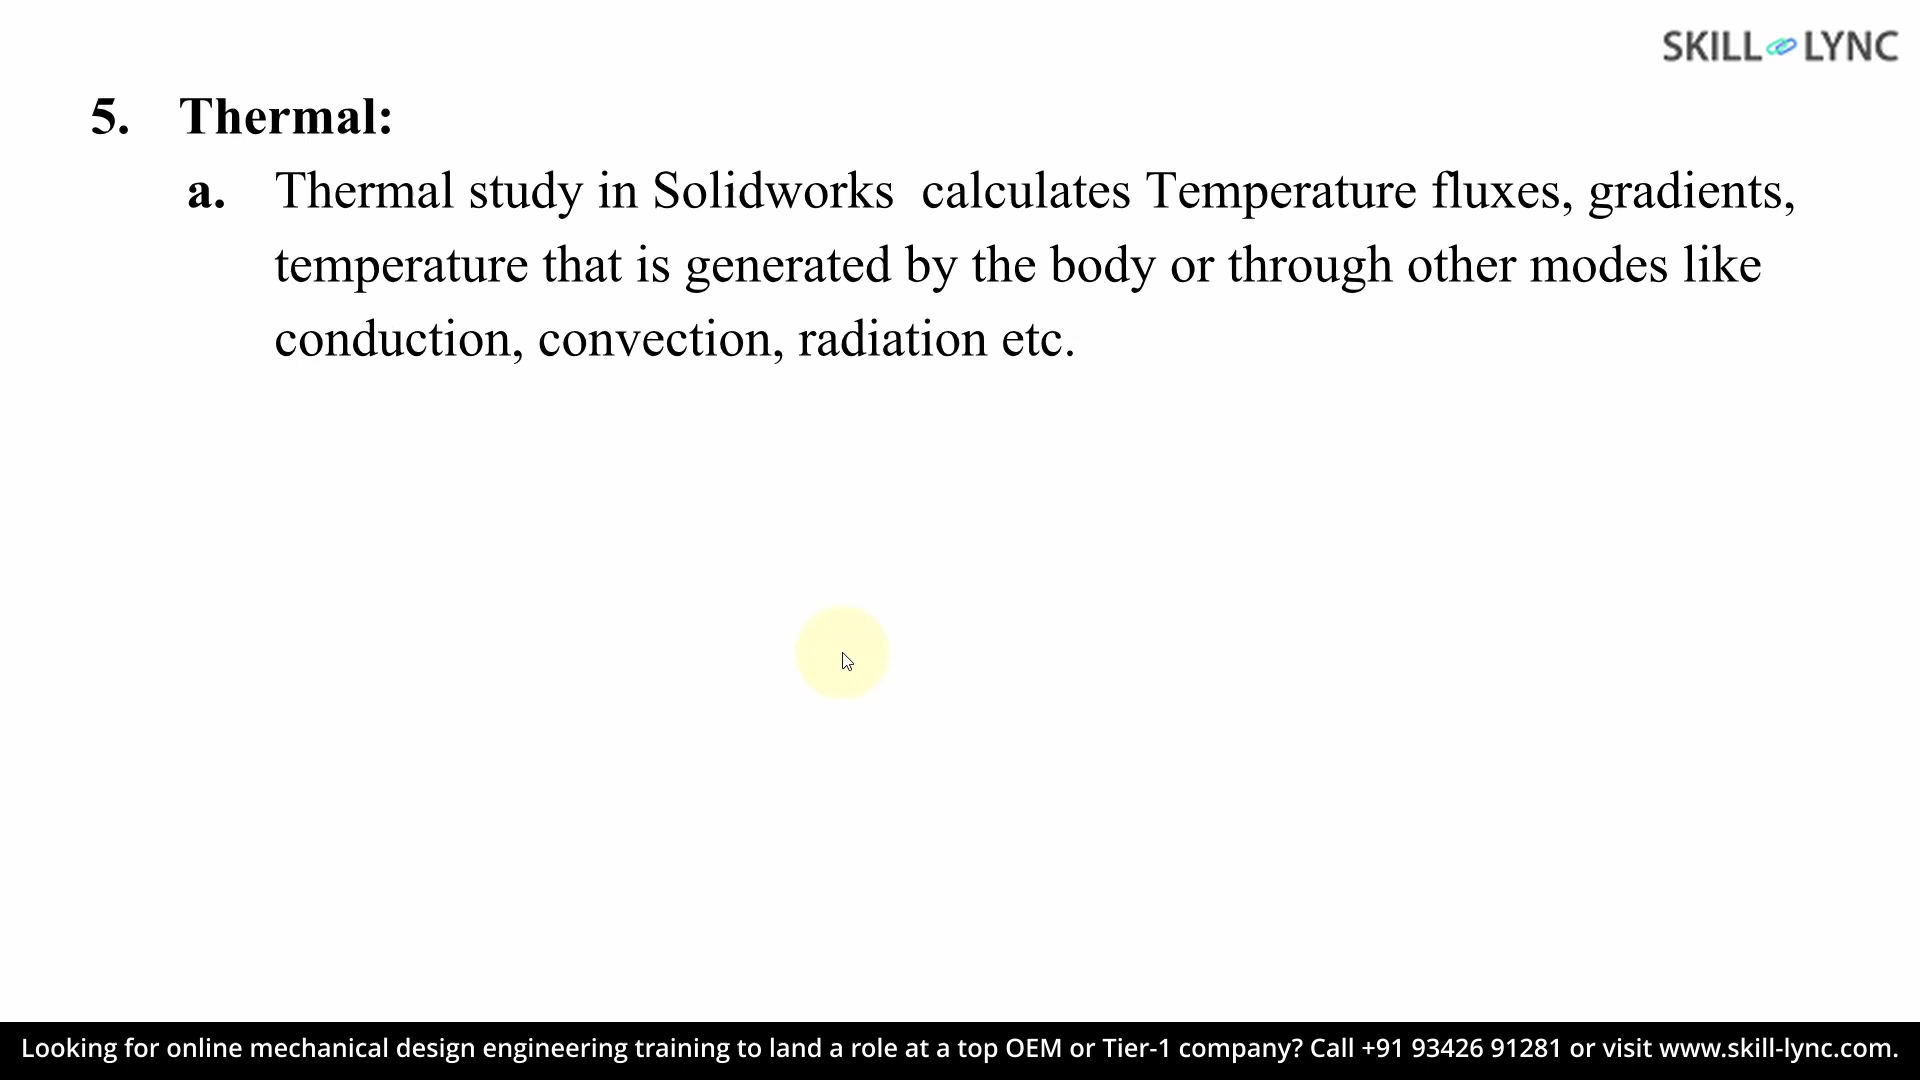 SKILL LYNC
5. Thermal:
a. Thermal study in Solidworks calculates Temperature fluxes, gradients,
temperature that is generated by the body or through other modes like
conduction, convection, radiation etc.
Looking for online mechanical design engineering training to land a role at a top OEM or Tier-1 company? Call +91 93426 91281 or visit www.skill-lync.com.